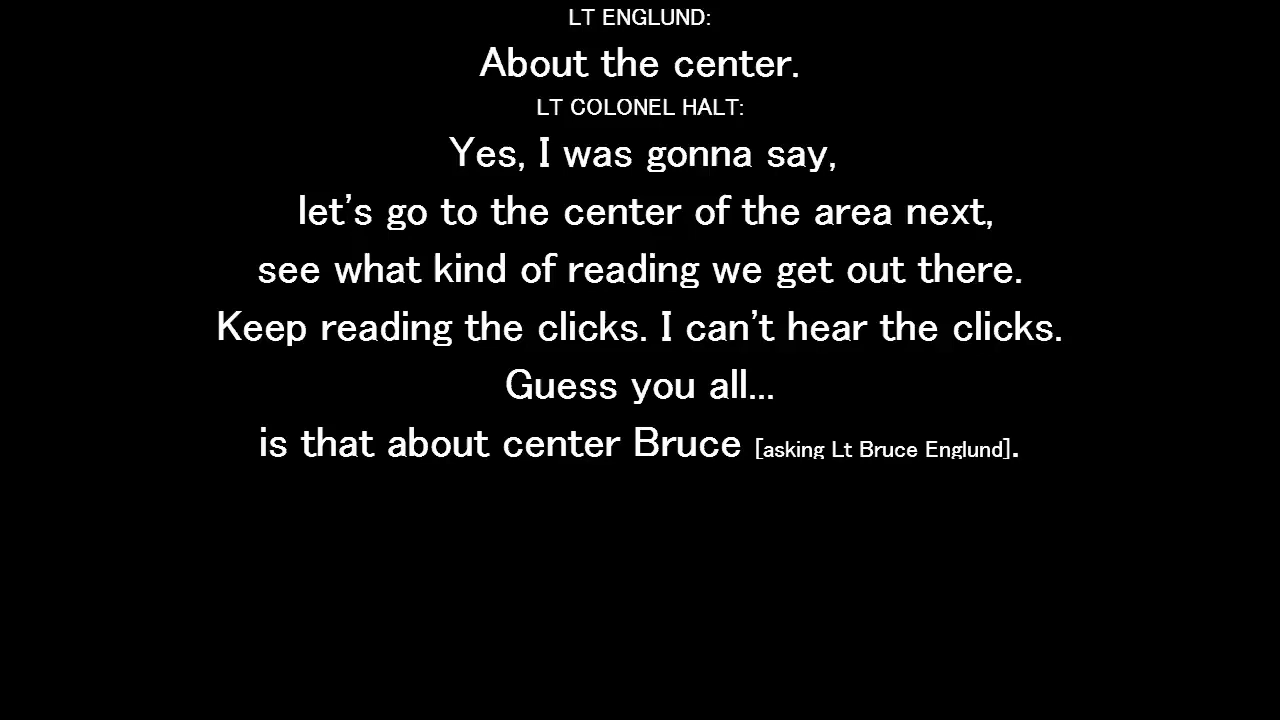 LT ENGLUND:
About the center.
LT COLONEL HALT:
Yes, I was gonna say,
let's go to the center of the area next,
see what kind of reading we get out there.
Keep reading the clicks. I can't hear the clicks.
Guess you all...
is that about center Bruce [asking Lt Bruce Englund].